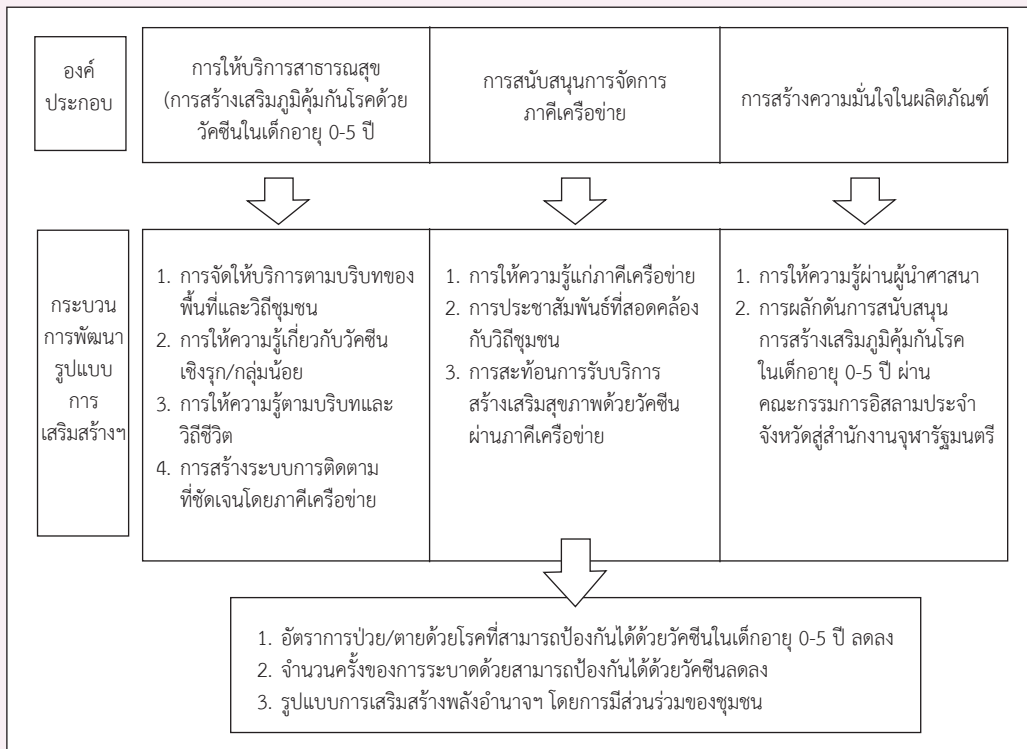 องค์
ประกอบ
การให้บริการสาธารณสุข
(การสร้างเสริมภูมิคุ้มกันโรคด้วย
วัคซีนในเด็กอายุ 0-5 ปี
การสนับสนุนการจัดการ
ภาคีเครือข่าย
การสร้างความมั่นใจในผลิตภัณฑ์
กระบวน
การพัฒนา
รูปแบบ
การ
เสริมสร้างฯ
1. การจัดให้บริการตามบริบทของ
พื้นที่และวิถีชุมชน
2. การให้ความรู้เกี่ยวกับวัคซีน
เชิงรุก/กลุ่มน้อย
3. การให้ความรู้ตามบริบทและ
วิถีชีวิต
4. การสร้างระบบการติดตาม
ที่ชัดเจนโดยภาคีเครือข่าย
1. การให้ความรู้แก่ภาคีเครือข่าย
2. การประชาสัมพันธ์ที่สอดคล้อง
กับวิถีชุมชน
3. การสะท้อนการรับบริการ
สร้างเสริมสุขภาพด้วยวัคซีน
ผ่านภาคีเครือข่าย
1. การให้ความรู้ผ่านผู้นำศาสนา
2. การผลักดันการสนับสนุน
การสร้างเสริมภูมิคุ้มกันโรค
ในเด็กอายุ 0-5 ปี ผ่าน
คณะกรรมการอิสลามประจำ
จังหวัดสู่สำนักงานจุฬารัฐมนตรี
1. อัตราการป่วย/ตายด้วยโรคที่สามารถป้องกันได้ด้วยวัคซีนในเด็กอายุ 0-5 ปี ลดลง
2. จำนวนครั้งของการระบาดด้วยสามารถป้องกันได้ด้วยวัคซีนลดลง
3. รูปแบบการเสริมสร้างพลังอำนาจฯ โดยการมีส่วนร่วมของชุมชน